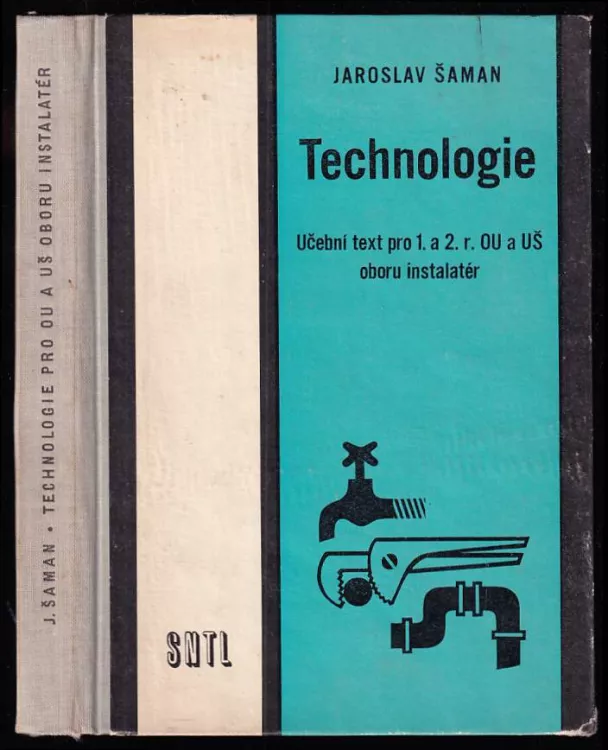 J. ŠAMAN • TECHNOLOGIE PRO OU A UŠ OBORU INSTALATÉR
JAROSLAV ŠAMAN
Technologie
Učební text pro 1. a 2. r. OU a UŠ
oboru instalatér
SNTL